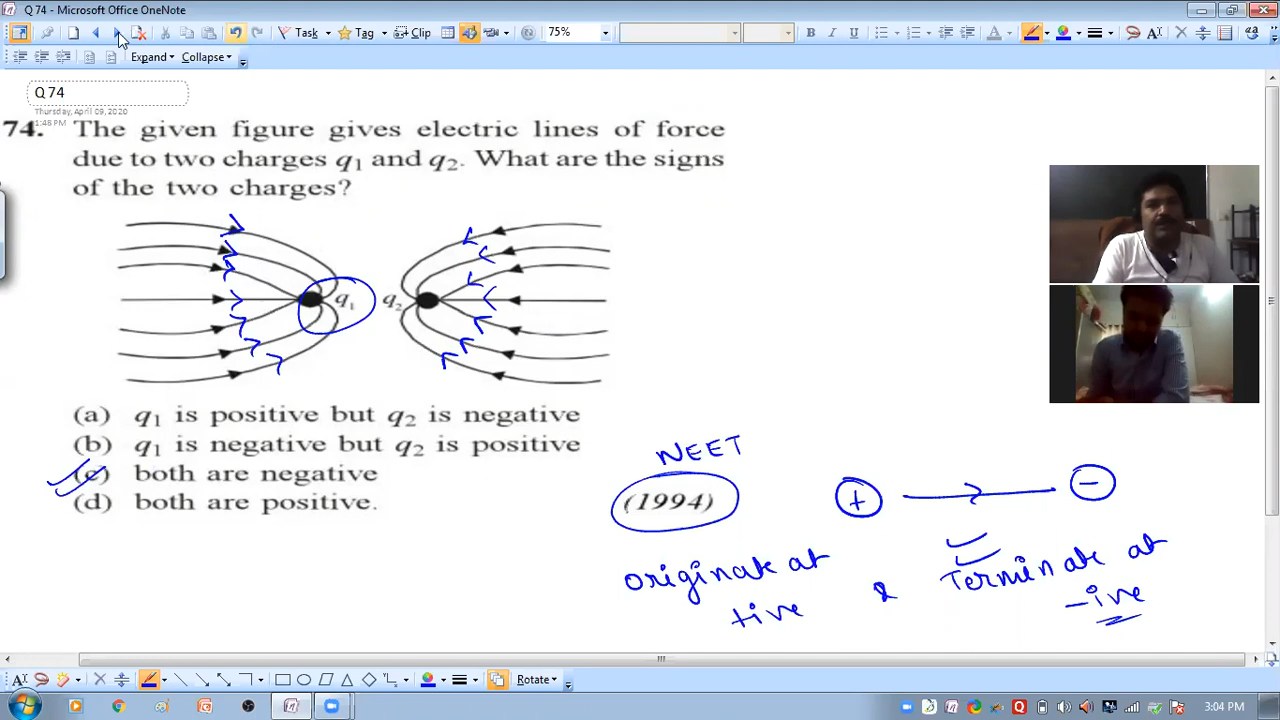 Q 74 - Microsoft Office OneNote
Task
Tag
Clip
75%
Expand
Collapse
Q 74
Thursday, April 09, 2020
1:48 PM
74. The given figure gives electric lines of force
due to two charges q1 and q2. What are the signs
of the two charges?
q1 q2
(a) q1 is positive but q2 is negative
(b) q1 is negative but q2 is positive
(c) both are negative
(d) both are positive.
NEET
(1994)
+ −
originate at & Terminate at
+ive -ive
Rotate
3:04 PM